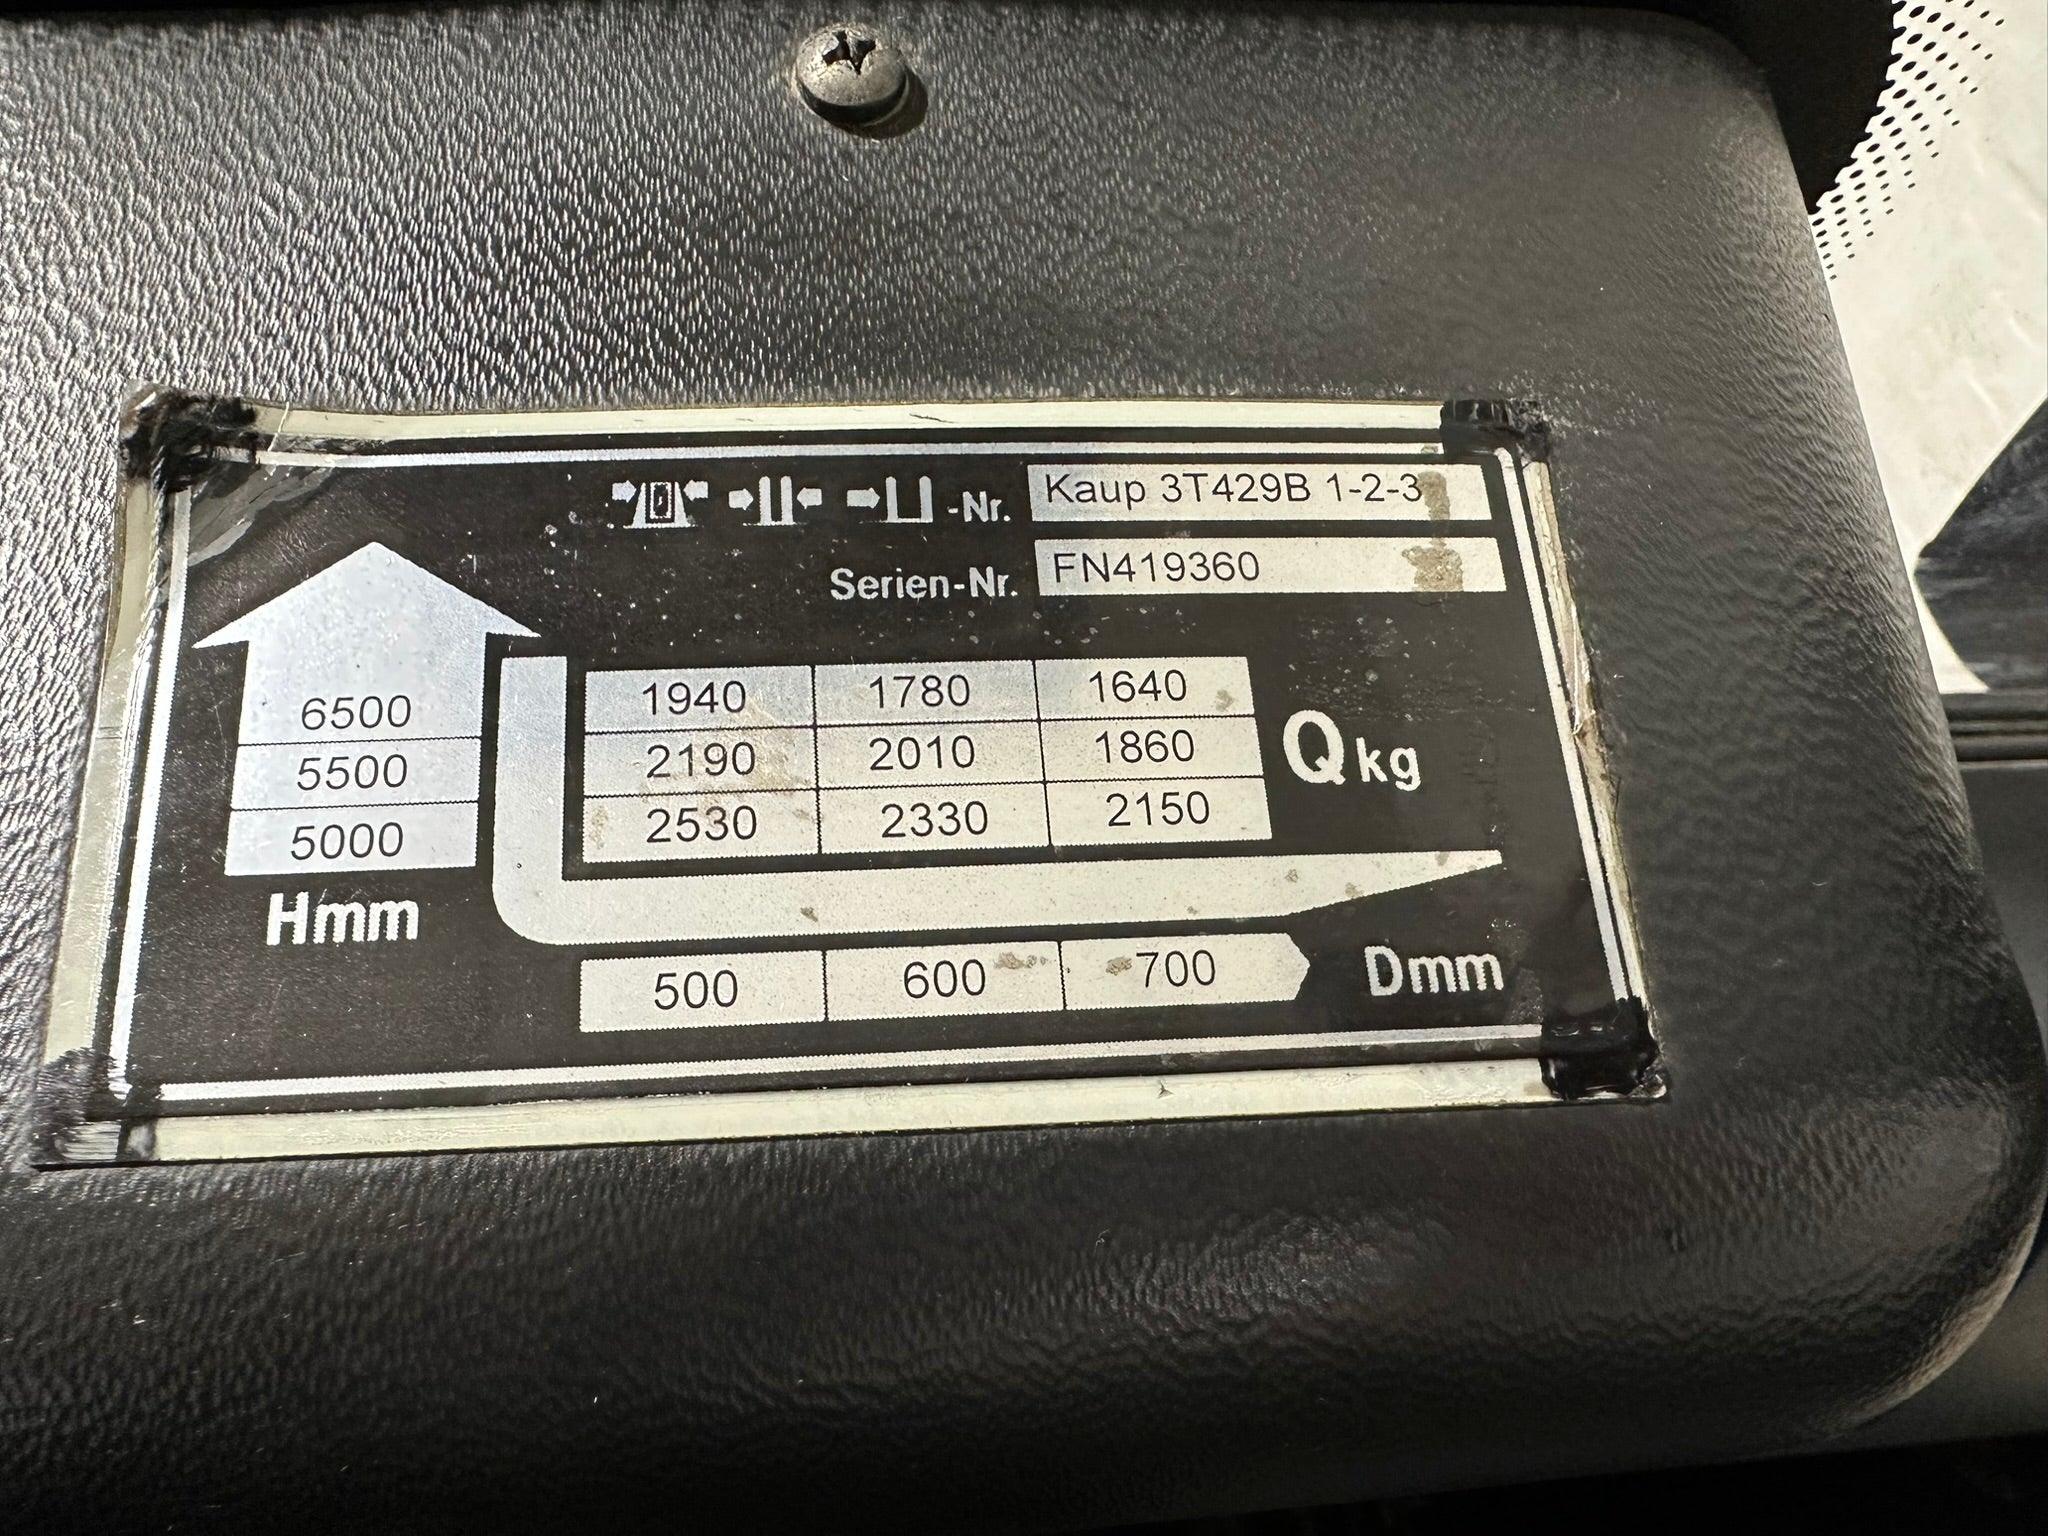 -Nr. Kaup 3T429B 1-2-3
Serien-Nr. FN419360
6500 1940 1780 1640
5500 2190 2010 1860 Q kg
5000 2530 2330 2150
Hmm
500 600 700 Dmm